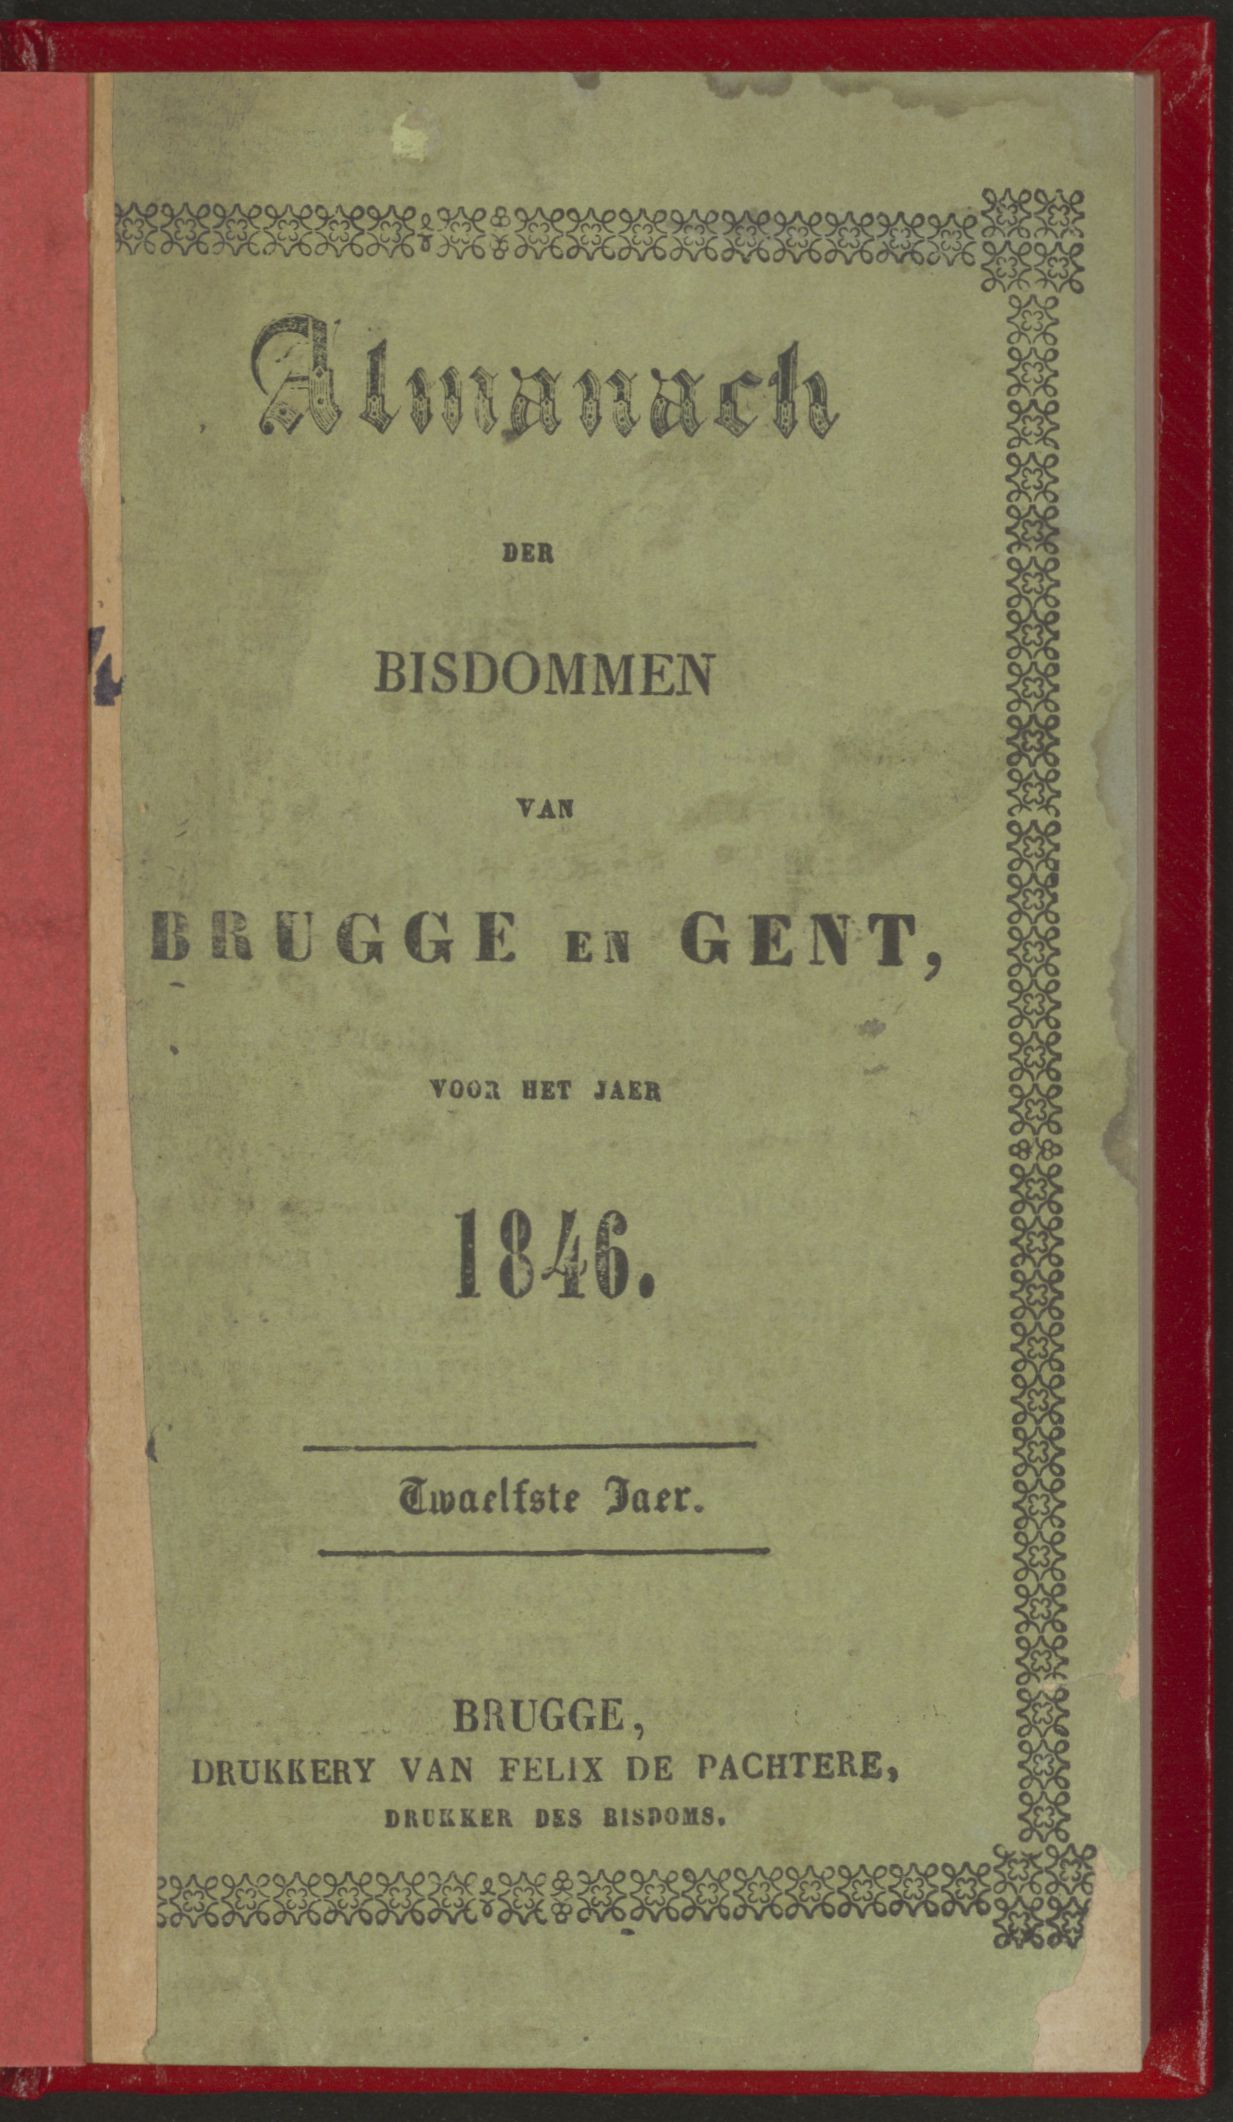 Almanach
DER
BISDOMMEN
VAN
BRUGGE EN GENT,
VOOR HET JAER
1846.
Twaelfste Jaer.
BRUGGE,
DRUKKERY VAN FELIX DE PACHTERE,
DRUKKER DES BISDOMS.